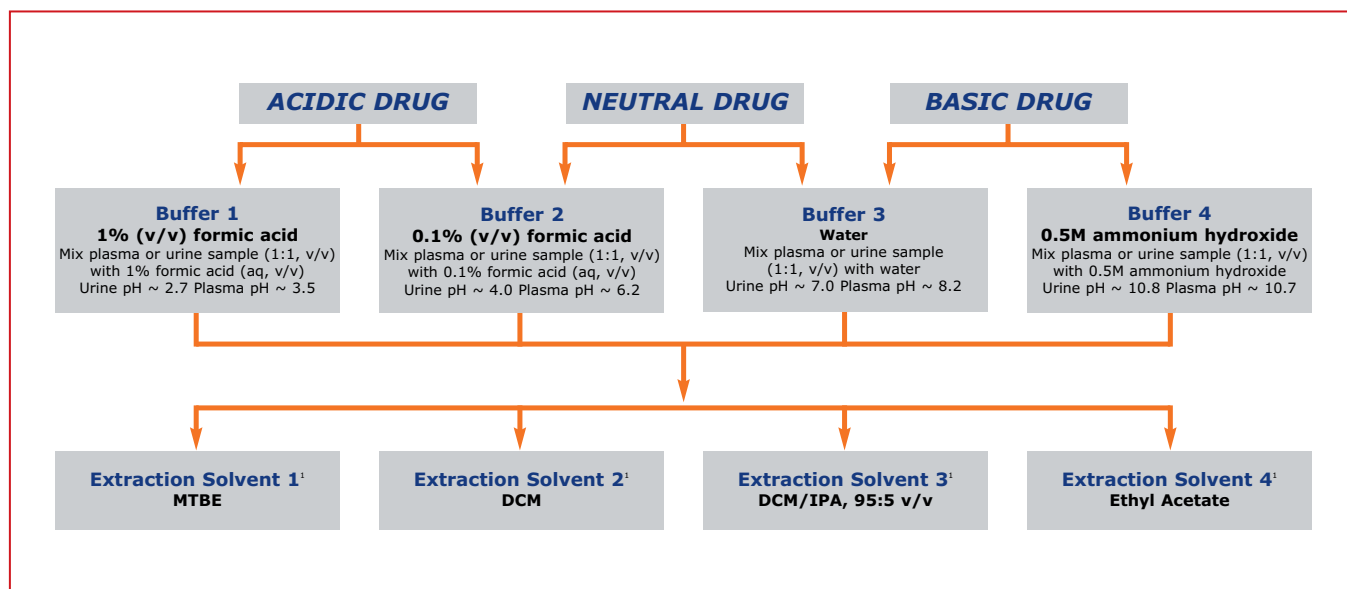 ACIDIC DRUG
NEUTRAL DRUG
BASIC DRUG
Buffer 1
1% (v/v) formic acid
Mix plasma or urine sample (1:1, v/v)
with 1% formic acid (aq, v/v)
Urine pH ~ 2.7 Plasma pH ~ 3.5
Buffer 2
0.1% (v/v) formic acid
Mix plasma or urine sample (1:1, v/v)
with 0.1% formic acid (aq, v/v)
Urine pH ~ 4.0 Plasma pH ~ 6.2
Buffer 3
Water
Mix plasma or urine sample
(1:1, v/v) with water
Urine pH ~ 7.0 Plasma pH ~ 8.2
Buffer 4
0.5M ammonium hydroxide
Mix plasma or urine sample (1:1, v/v)
with 0.5M ammonium hydroxide
Urine pH ~ 10.8 Plasma pH ~ 10.7
Extraction Solvent 1¹
MTBE
Extraction Solvent 2¹
DCM
Extraction Solvent 3¹
DCM/IPA, 95:5 v/v
Extraction Solvent 4¹
Ethyl Acetate